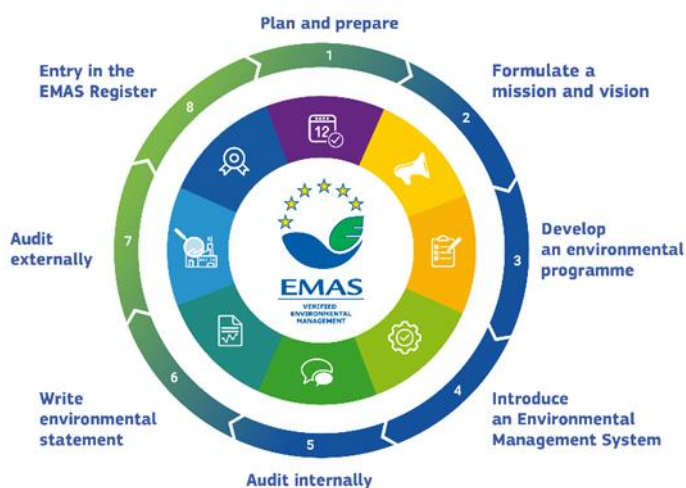 Plan and prepare
1
Formulate a
mission and vision
2
Develop
an environmental
programme
3
Introduce
an Environmental
Management System
4
Audit internally
5
Write
environmental
statement
6
Audit
externally
7
Entry in the
EMAS Register
8
12
EMAS
VERIFIED
ENVIRONMENTAL
MANAGEMENT